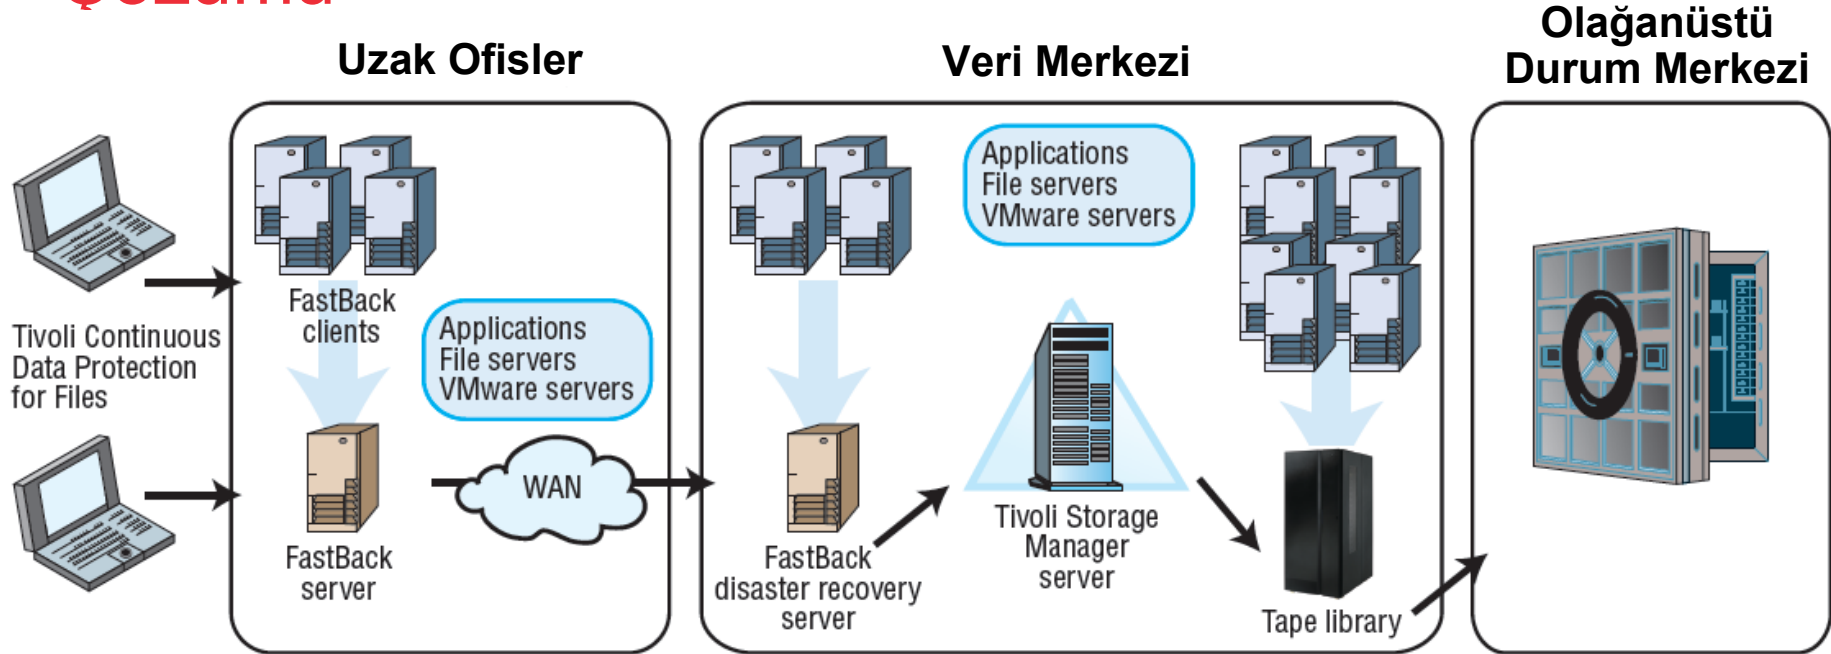 Uzak Ofisler
Veri Merkezi
Olağanüstü
Durum Merkezi
Tivoli Continuous
Data Protection
for Files
FastBack
clients
Applications
File servers
VMware servers
FastBack
server
WAN
Applications
File servers
VMware servers
FastBack
disaster recovery
server
Tivoli Storage
Manager
server
Tape library